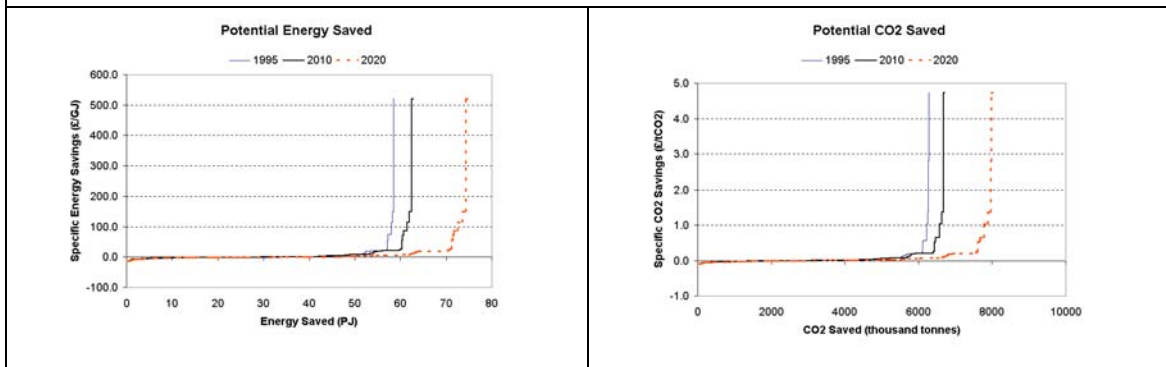 Potential Energy Saved
1995 2010 2020
600.0
500.0
400.0
300.0
200.0
100.0
0.0
-100.0
Specific Energy Savings (£/GJ)
0 10 20 30 40 50 60 70 80
Energy Saved (PJ)
Potential CO2 Saved
1995 2010 2020
5.0
4.0
3.0
2.0
1.0
0.0
-1.0
Specific CO2 Savings (£/tCO2)
0 2000 4000 6000 8000 10000
CO2 Saved (thousand tonnes)